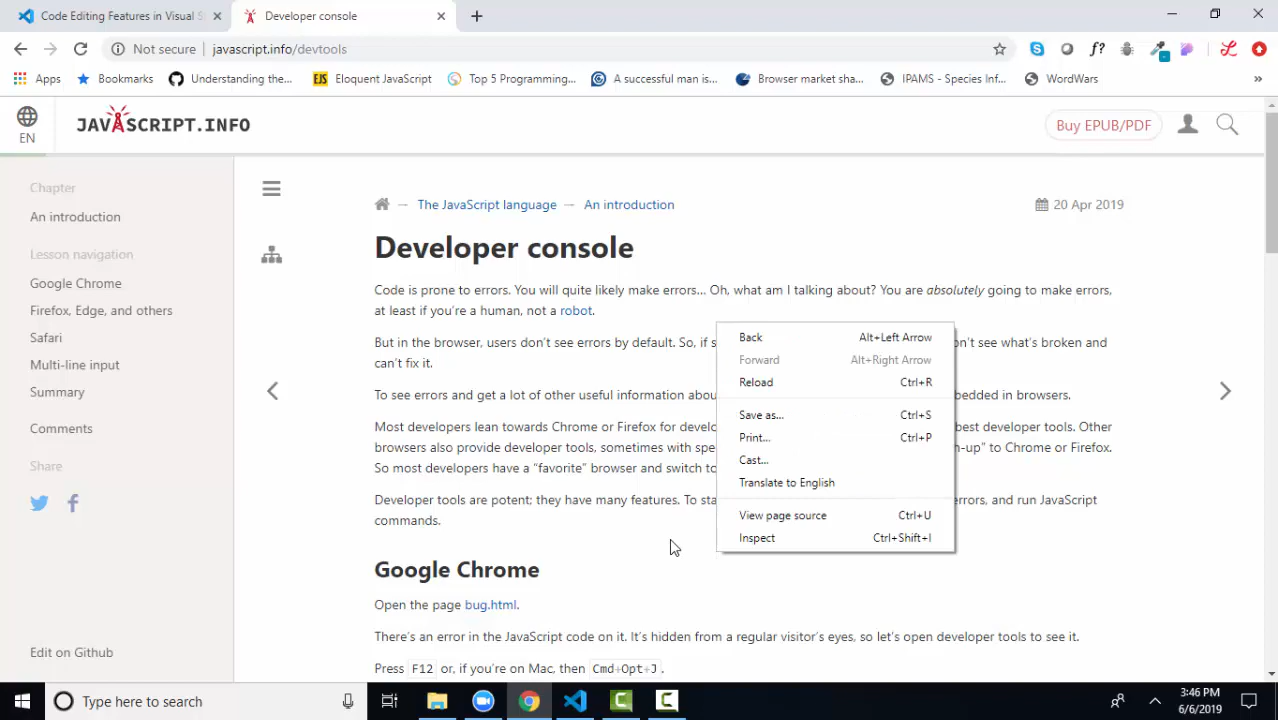 Code Editing Features in Visual S
Developer console
Not secure | javascript.info/devtools
f?
Apps
Bookmarks
Understanding the...
EJS Eloquent JavaScript
Top 5 Programming...
A successful man is...
Browser market sha...
IPAMS - Species Inf...
WordWars
»
EN
JAVASCRIPT.INFO
Buy EPUB/PDF
Chapter
An introduction
Lesson navigation
Google Chrome
Firefox, Edge, and others
Safari
Multi-line input
Summary
Comments
Share
Edit on Github
The JavaScript language → An introduction
20 Apr 2019
Developer console
Code is prone to errors. You will quite likely make errors… Oh, what am I talking about? You are absolutely going to make errors,
at least if you're a human, not a robot.
But in the browser, users don't see errors by default. So, if s
n't see what's broken and
can't fix it.
To see errors and get a lot of other useful information abou
bedded in browsers.
Most developers lean towards Chrome or Firefox for develo
best developer tools. Other
browsers also provide developer tools, sometimes with spe
h-up" to Chrome or Firefox.
So most developers have a "favorite" browser and switch to
Developer tools are potent; they have many features. To sta
errors, and run JavaScript
commands.
Back Alt+Left Arrow
Forward Alt+Right Arrow
Reload Ctrl+R
Save as... Ctrl+S
Print... Ctrl+P
Cast...
Translate to English
View page source Ctrl+U
Inspect Ctrl+Shift+I
Google Chrome
Open the page bug.html.
There's an error in the JavaScript code on it. It's hidden from a regular visitor's eyes, so let's open developer tools to see it.
Press F12 or, if you're on Mac, then Cmd+Opt+J.
Type here to search
3:46 PM
6/6/2019